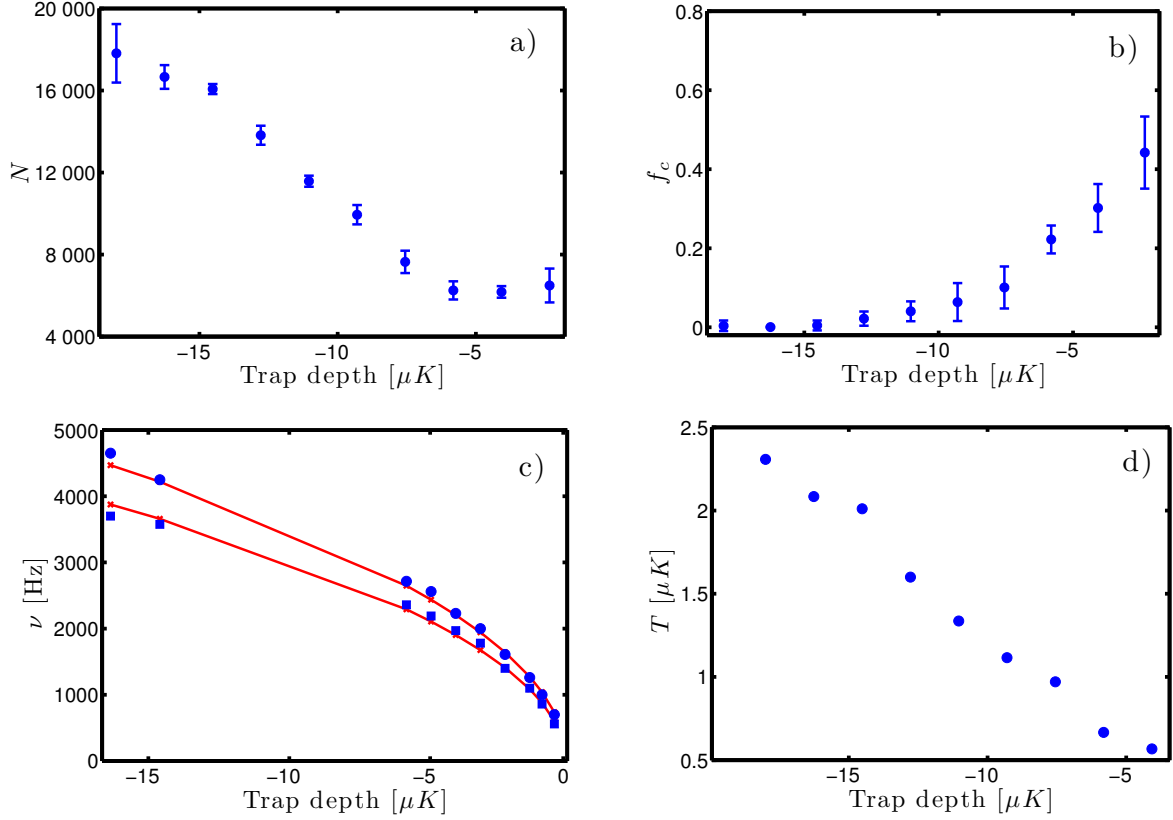 a)
20 000
16 000
12 000
8 000
4 000
N
−15
−10
−5
Trap depth [μK]
b)
0.8
0.6
0.4
0.2
0
f_c
−15
−10
−5
Trap depth [μK]
c)
5000
4000
3000
2000
1000
0
ν [Hz]
−15
−10
−5
0
Trap depth [μK]
d)
2.5
2
1.5
1
0.5
T [μK]
−15
−10
−5
Trap depth [μK]